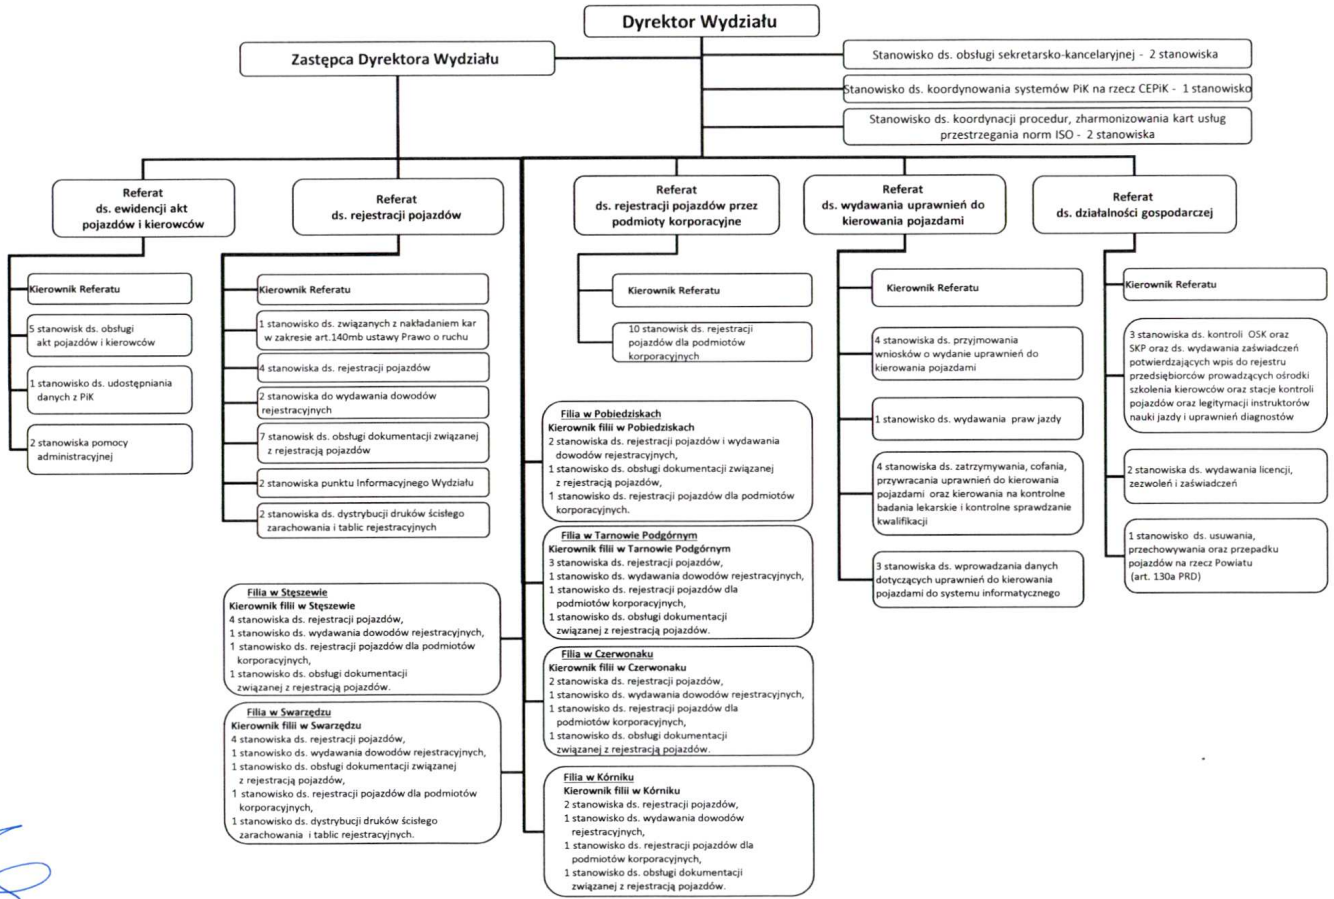 Dyrektor Wydziału
Zastępca Dyrektora Wydziału
Stanowisko ds. obsługi sekretarsko-kancelaryjnej - 2 stanowiska
Stanowisko ds. koordynowania systemów PiK na rzecz CEPiK - 1 stanowisko
Stanowisko ds. koordynacji procedur, zharmonizowania kart usług
przestrzegania norm ISO - 2 stanowiska
Referat
ds. ewidencji akt
pojazdów i kierowców
Kierownik Referatu
5 stanowisk ds. obsługi
akt pojazdów i kierowców
1 stanowisko ds. udostępniania
danych z PiK
2 stanowiska pomocy
administracyjnej
Referat
ds. rejestracji pojazdów
Kierownik Referatu
1 stanowisko ds. związanych z nakładaniem kar
w zakresie art.140mb ustawy Prawo o ruchu
4 stanowiska ds. rejestracji pojazdów
2 stanowiska do wydawania dowodów
rejestracyjnych
7 stanowisk ds. obsługi dokumentacji związanej
z rejestracją pojazdów
2 stanowiska punktu Informacyjnego Wydziału
2 stanowiska ds. dystrybucji druków ścisłego
zarachowania i tablic rejestracyjnych
Filia w Stęszewie
Kierownik filii w Stęszewie
4 stanowiska ds. rejestracji pojazdów,
1 stanowisko ds. wydawania dowodów rejestracyjnych,
1 stanowisko ds. rejestracji pojazdów dla podmiotów
korporacyjnych,
1 stanowisko ds. obsługi dokumentacji
związanej z rejestracją pojazdów.
Filia w Swarzędzu
Kierownik filii w Swarzędzu
4 stanowiska ds. rejestracji pojazdów,
1 stanowisko ds. wydawania dowodów rejestracyjnych,
1 stanowisko ds. obsługi dokumentacji związanej
z rejestracją pojazdów,
1 stanowisko ds. rejestracji pojazdów dla podmiotów
korporacyjnych,
1 stanowisko ds. dystrybucji druków ścisłego
zarachowania i tablic rejestracyjnych.
Referat
ds. rejestracji pojazdów przez
podmioty korporacyjne
Kierownik Referatu
10 stanowisk ds. rejestracji
pojazdów dla podmiotów
korporacyjnych
Filia w Pobiedziskach
Kierownik filii w Pobiedziskach
2 stanowiska ds. rejestracji pojazdów i wydawania
dowodów rejestracyjnych,
1 stanowisko ds. obsługi dokumentacji związanej
z rejestracją pojazdów,
1 stanowisko ds. rejestracji pojazdów dla podmiotów
korporacyjnych.
Filia w Tarnowie Podgórnym
Kierownik filii w Tarnowie Podgórnym
3 stanowiska ds. rejestracji pojazdów,
1 stanowisko ds. wydawania dowodów rejestracyjnych,
1 stanowisko ds. rejestracji pojazdów dla
podmiotów korporacyjnych,
1 stanowisko ds. obsługi dokumentacji
związanej z rejestracją pojazdów.
Filia w Czerwonaku
Kierownik filii w Czerwonaku
2 stanowiska ds. rejestracji pojazdów,
1 stanowisko ds. wydawania dowodów rejestracyjnych,
1 stanowisko ds. rejestracji pojazdów dla
podmiotów korporacyjnych,
1 stanowisko ds. obsługi dokumentacji
związanej z rejestracją pojazdów.
Filia w Kórniku
Kierownik filii w Kórniku
2 stanowiska ds. rejestracji pojazdów,
1 stanowisko ds. wydawania dowodów
rejestracyjnych,
1 stanowisko ds. rejestracji pojazdów dla
podmiotów korporacyjnych,
1 stanowisko ds. obsługi dokumentacji
związanej z rejestracją pojazdów.
Referat
ds. wydawania uprawnień do
kierowania pojazdami
Kierownik Referatu
4 stanowiska ds. przyjmowania
wniosków o wydanie uprawnień do
kierowania pojazdami
1 stanowisko ds. wydawania praw jazdy
4 stanowiska ds. zatrzymywania, cofania,
przywracania uprawnień do kierowania
pojazdami oraz kierowania na kontrolne
badania lekarskie i kontrolne sprawdzanie
kwalifikacji
3 stanowiska ds. wprowadzania danych
dotyczących uprawnień do kierowania
pojazdami do systemu informatycznego
Referat
ds. działalności gospodarczej
Kierownik Referatu
3 stanowiska ds. kontroli OSK oraz
SKP oraz ds. wydawania zaświadczeń
potwierdzających wpis do rejestru
przedsiębiorców prowadzących ośrodki
szkolenia kierowców oraz stacje kontroli
pojazdów oraz legitymacji instruktorów
nauki jazdy i uprawnień diagnostów
2 stanowiska ds. wydawania licencji,
zezwoleń i zaświadczeń
1 stanowisko ds. usuwania,
przechowywania oraz przepadku
pojazdów na rzecz Powiatu
(art. 130a PRD)